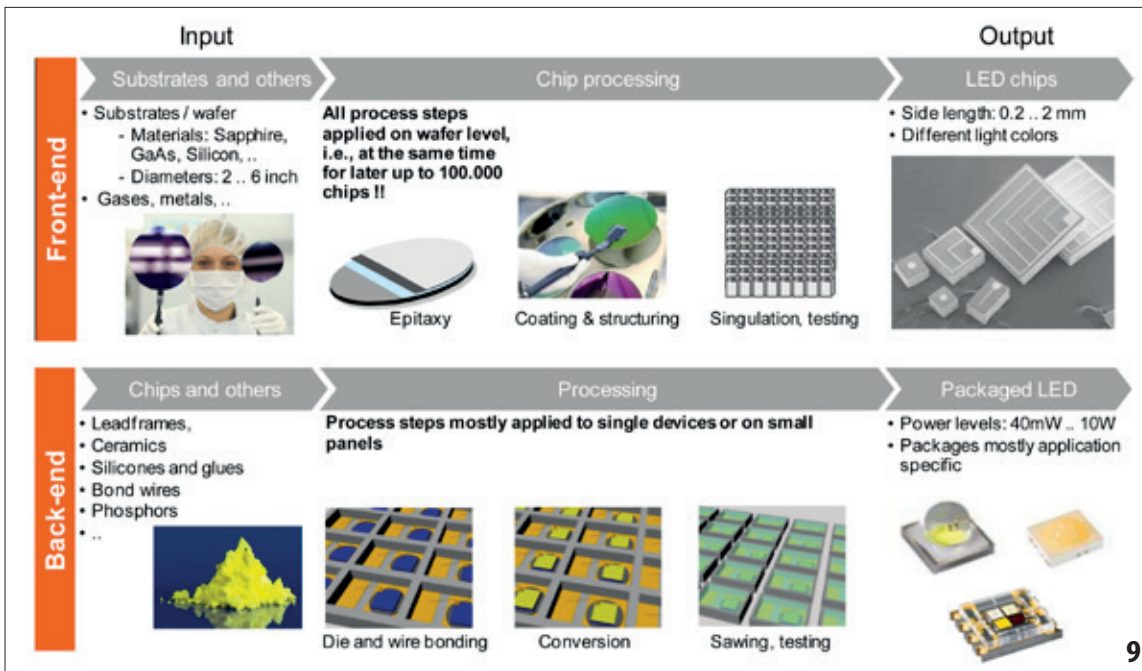 Input
Output
Front-end
Substrates and others
Chip processing
LED chips
• Substrates / wafer
- Materials: Sapphire,
GaAs, Silicon, ..
- Diameters: 2 .. 6 inch
• Gases, metals, ..
All process steps
applied on wafer level,
i.e., at the same time
for later up to 100.000
chips !!
Epitaxy
Coating & structuring
Singulation, testing
• Side length: 0.2 .. 2 mm
• Different light colors
Back-end
Chips and others
Processing
Packaged LED
• Leadframes,
• Ceramics
• Silicones and glues
• Bond wires
• Phosphors
• ..
Process steps mostly applied to single devices or on small
panels
Die and wire bonding
Conversion
Sawing, testing
• Power levels: 40mW .. 10W
• Packages mostly application
specific
9